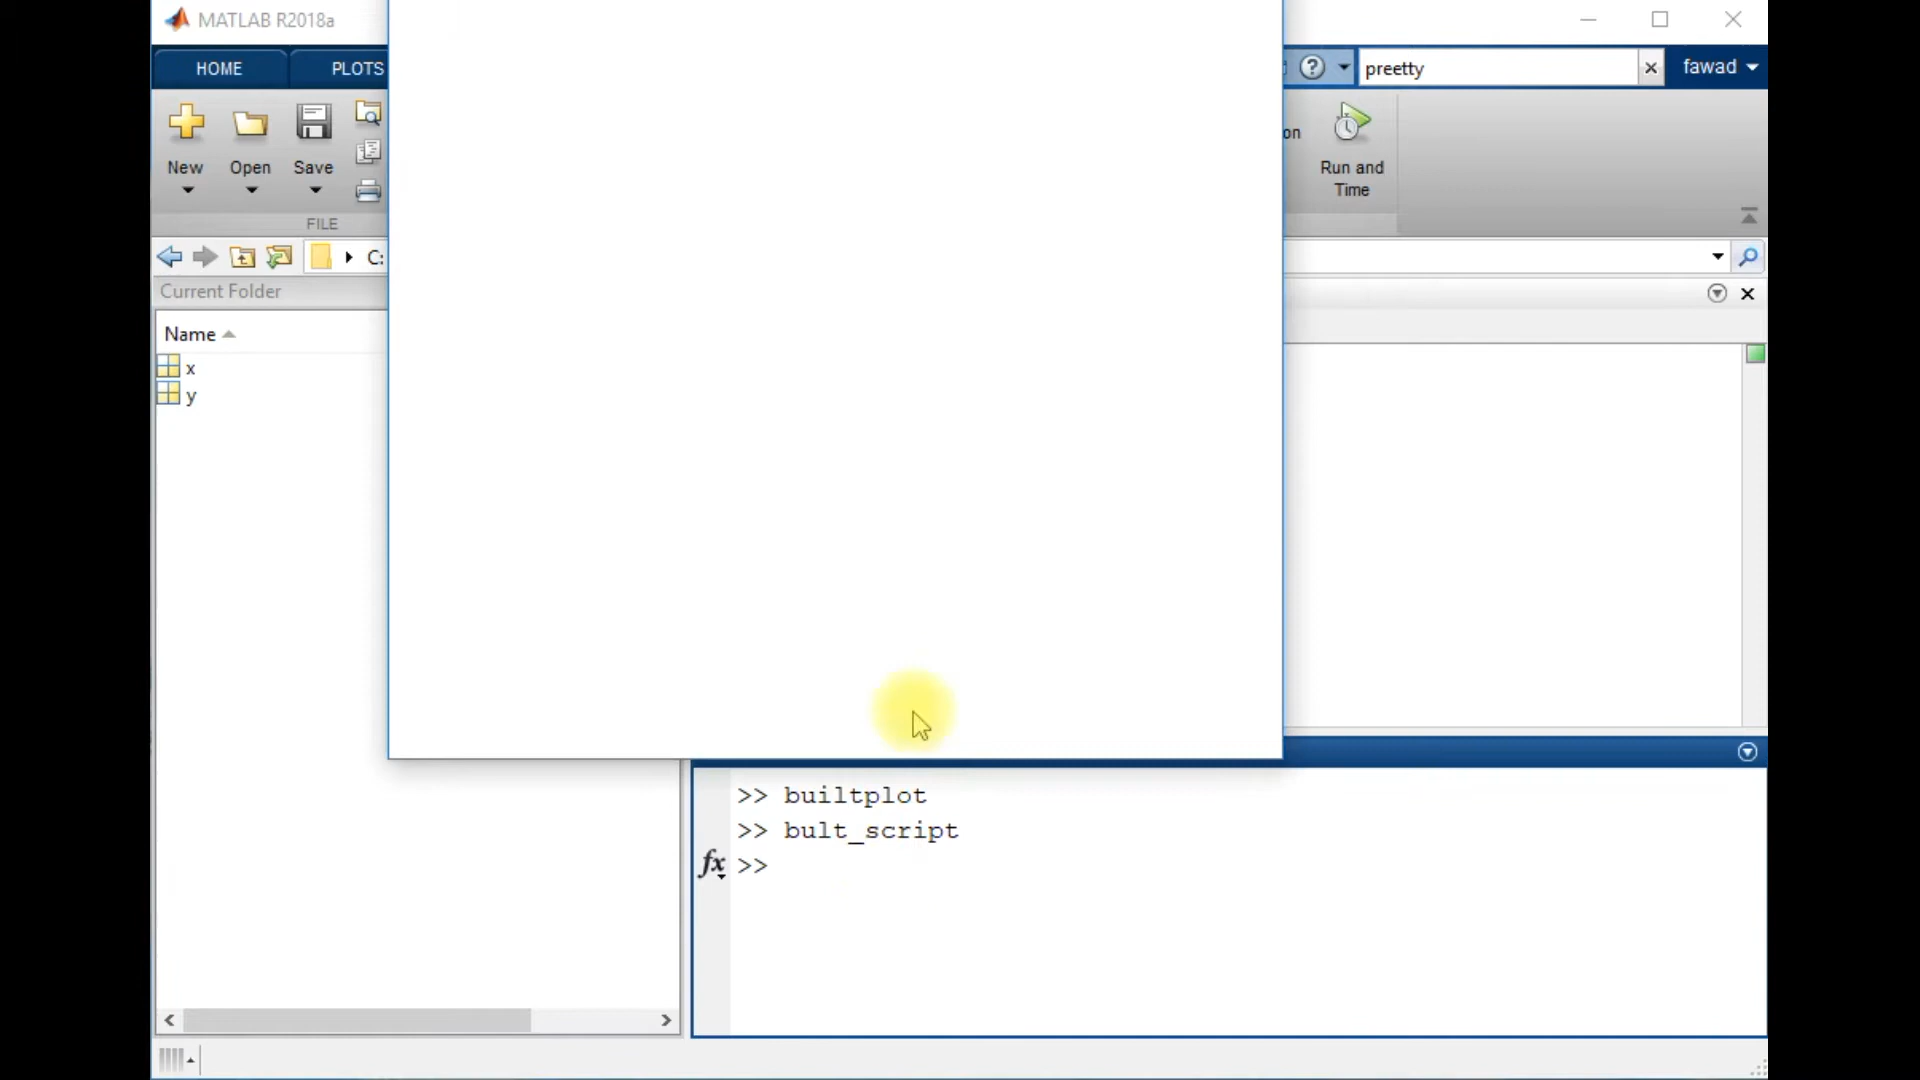 MATLAB R2018a
HOME
PLOTS
preetty
fawad
New
Open
Save
on
Run and
Time
FILE
C:
Current Folder
Name
x
y
>> builtplot
>> bult_script
fx >>